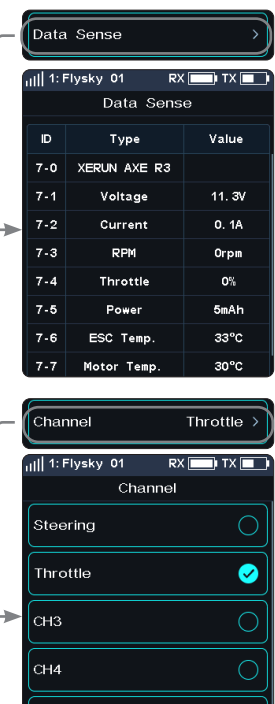 Data Sense >
1: Flysky 01 RX TX
Data Sense
ID Type Value
7-0 XERUN AXE R3
7-1 Voltage 11.3V
7-2 Current 0.1A
7-3 RPM 0rpm
7-4 Throttle 0%
7-5 Power 5mAh
7-6 ESC Temp. 33°C
7-7 Motor Temp. 30°C
Channel Throttle >
1: Flysky 01 RX TX
Channel
Steering
Throttle
CH3
CH4